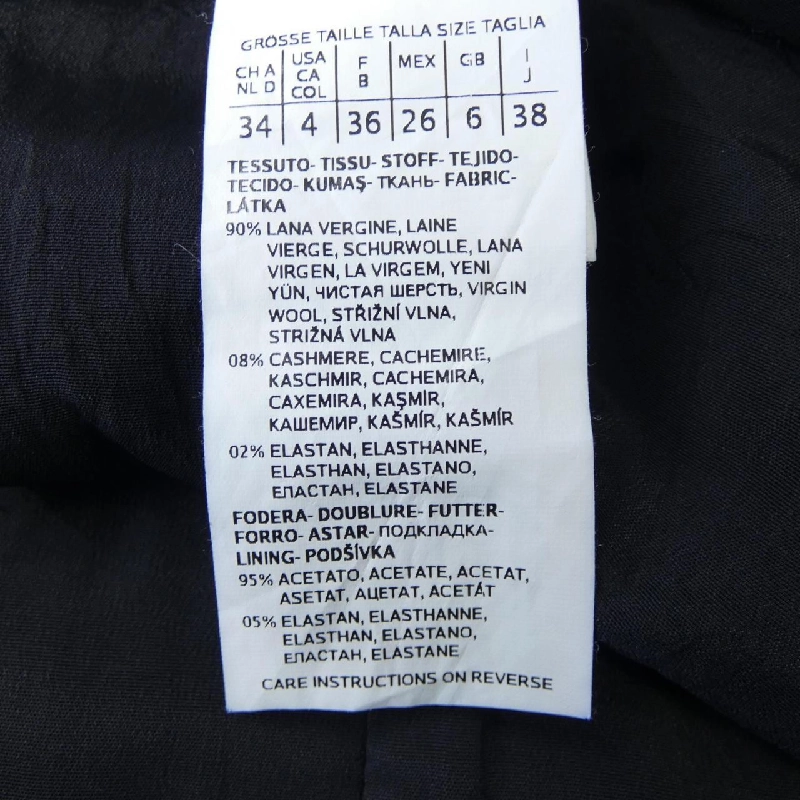 GRÖSSE TAILLE TALLA SIZE TAGLIA
CH A NL D USA CA COL F B MEX GB I J
34 4 36 26 6 38
TESSUTO- TISSU- STOFF- TEJIDO-
TECIDO- KUMAŞ- ТКАНЬ- FABRIC-
LÁTKA
90% LANA VERGINE, LAINE
VIERGE, SCHURWOLLE, LANA
VIRGEN, LA VIRGEM, YENI
YÜN, ЧИСТАЯ ШЕРСТЬ, VIRGIN
WOOL, STŘIŽNÍ VLNA,
STRIŽNÁ VLNA
08% CASHMERE, CACHEMIRE,
KASCHMIR, CACHEMIRA,
CAXEMIRA, KAŞMİR,
КАШЕМИР, KAŠMÍR, KAŠMÍR
02% ELASTAN, ELASTHANNE,
ELASTHAN, ELASTANO,
ЕЛАСТАН, ELASTANE
FODERA- DOUBLURE- FUTTER-
FORRO- ASTAR- ПОДКЛАДКА-
LINING- PODŠÍVKA
95% ACETATO, ACETATE, ACETAT,
ASETAT, АЦЕТАТ, ACETÁT
05% ELASTAN, ELASTHANNE,
ELASTHAN, ELASTANO,
ЕЛАСТАН, ELASTANE
CARE INSTRUCTIONS ON REVERSE